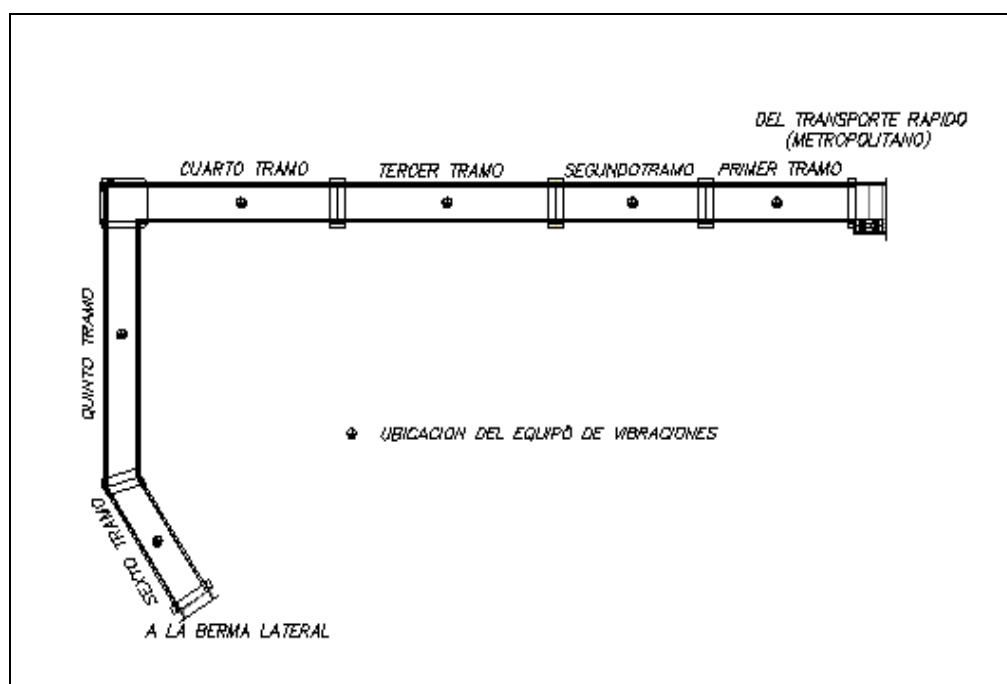 DEL TRANSPORTE RAPIDO
(METROPOLITANO)
CUARTO TRAMO
TERCER TRAMO
SEGUNDOTRAMO
PRIMER TRAMO
QUINTO TRAMO
UBICACION DEL EQUIPO DE VIBRACIONES
SEXTO TRAMO
A LA BERMA LATERAL